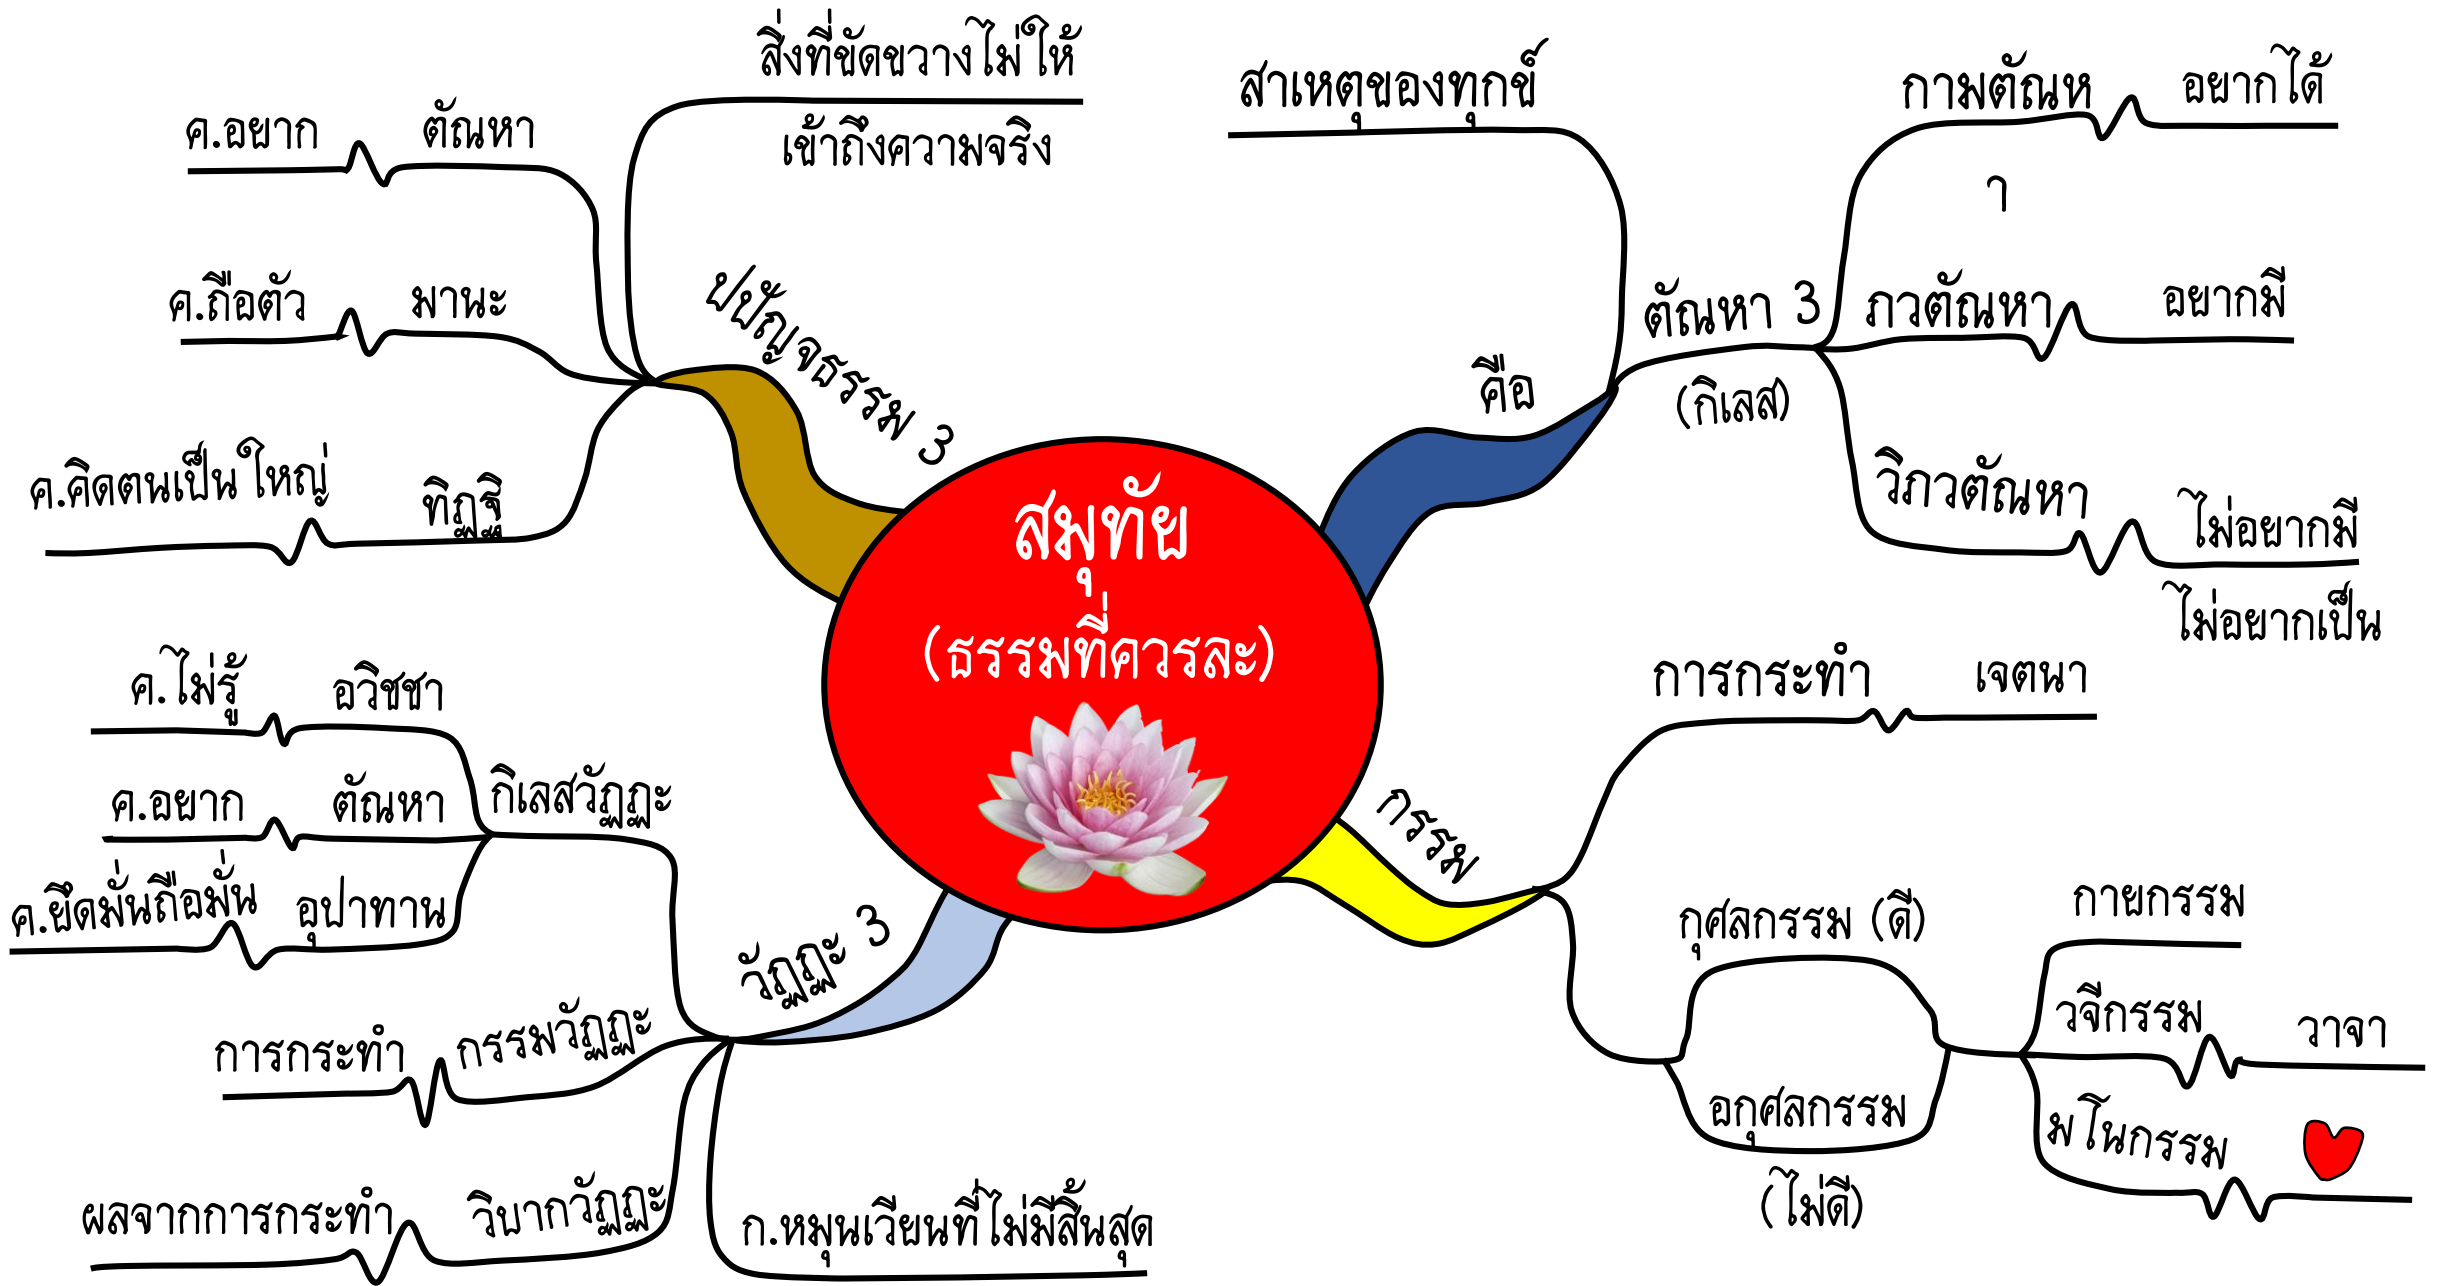 สมุทัย
(ธรรมที่ควรละ)
คือ
สาเหตุของทุกข์
ตัณหา 3
(กิเลส)
กามตัณห
า
อยากได้
ภวตัณหา
อยากมี
วิภวตัณหา
ไม่อยากมี
ไม่อยากเป็น
กรรม
การกระทำ
เจตนา
กุศลกรรม (ดี)
อกุศลกรรม
(ไม่ดี)
กายกรรม
วจีกรรม
วาจา
มโนกรรม
วัฏฏะ 3
กิเลสวัฏฏะ
อวิชชา
ค.ไม่รู้
ตัณหา
ค.อยาก
อุปาทาน
ค.ยึดมั่นถือมั่น
กรรมวัฏฏะ
การกระทำ
วิบากวัฏฏะ
ผลจากการกระทำ
ก.หมุนเวียนที่ไม่มีสิ้นสุด
ปปัญจธรรม 3
สิ่งที่ขัดขวางไม่ให้
เข้าถึงความจริง
ตัณหา
ค.อยาก
มานะ
ค.ถือตัว
ทิฏฐิ
ค.คิดตนเป็นใหญ่